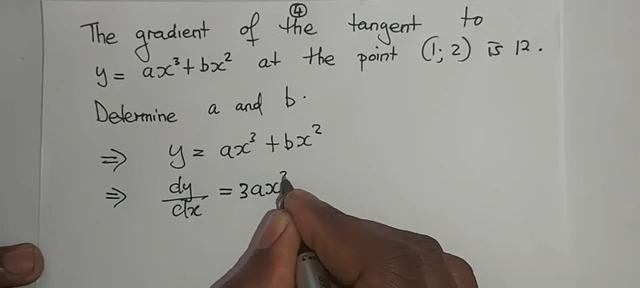 ④
The gradient of the tangent to
y = ax³ + bx² at the point (1; 2) is 12.
Determine a and b.
⇒ y = ax³ + bx²
⇒ dy/dx = 3ax²